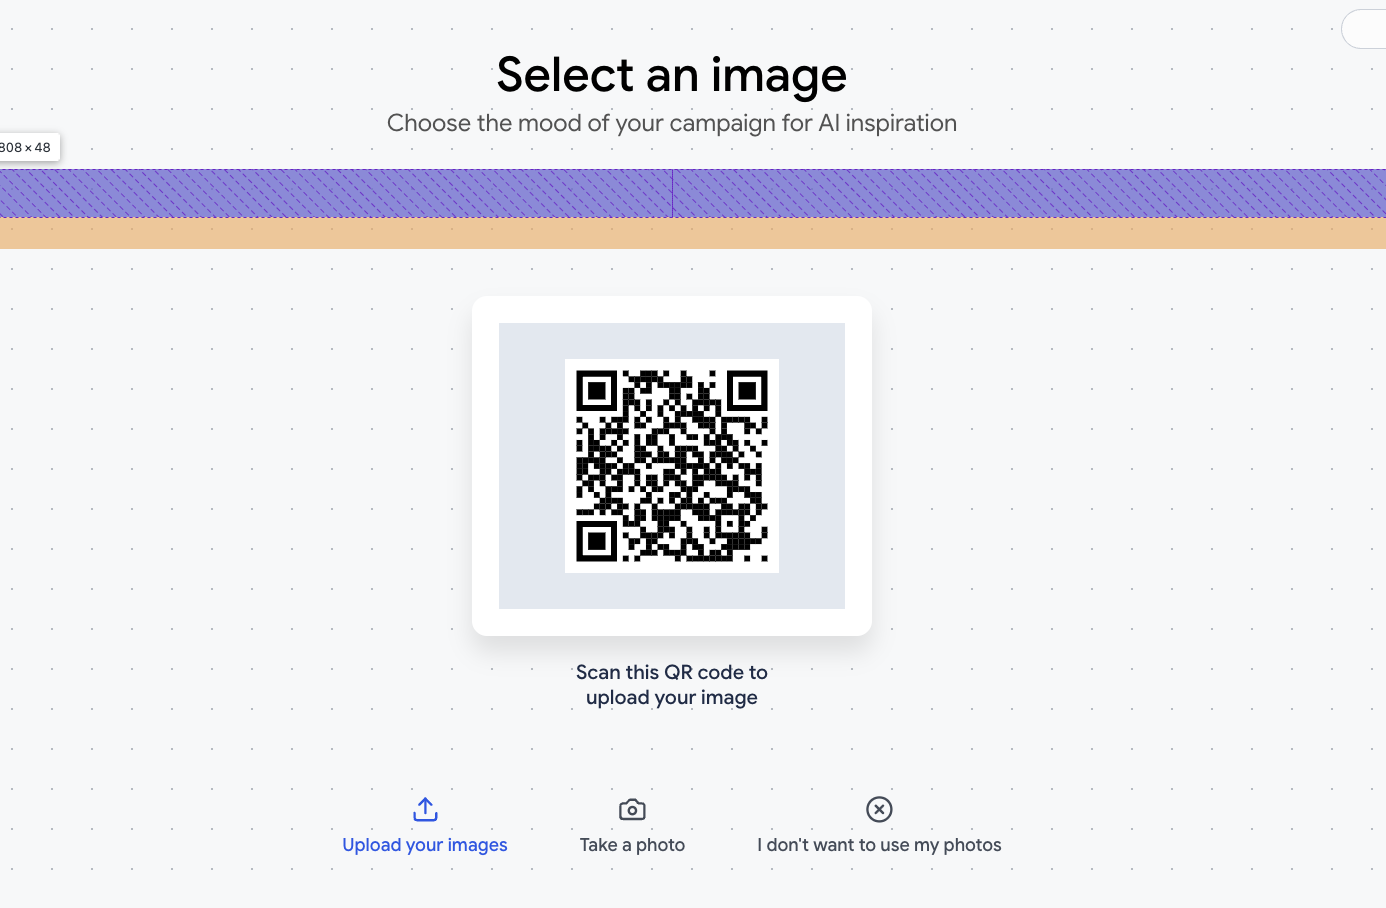 Select an image
Choose the mood of your campaign for AI inspiration
808 × 48
Scan this QR code to
upload your image
Upload your images
Take a photo
I don't want to use my photos